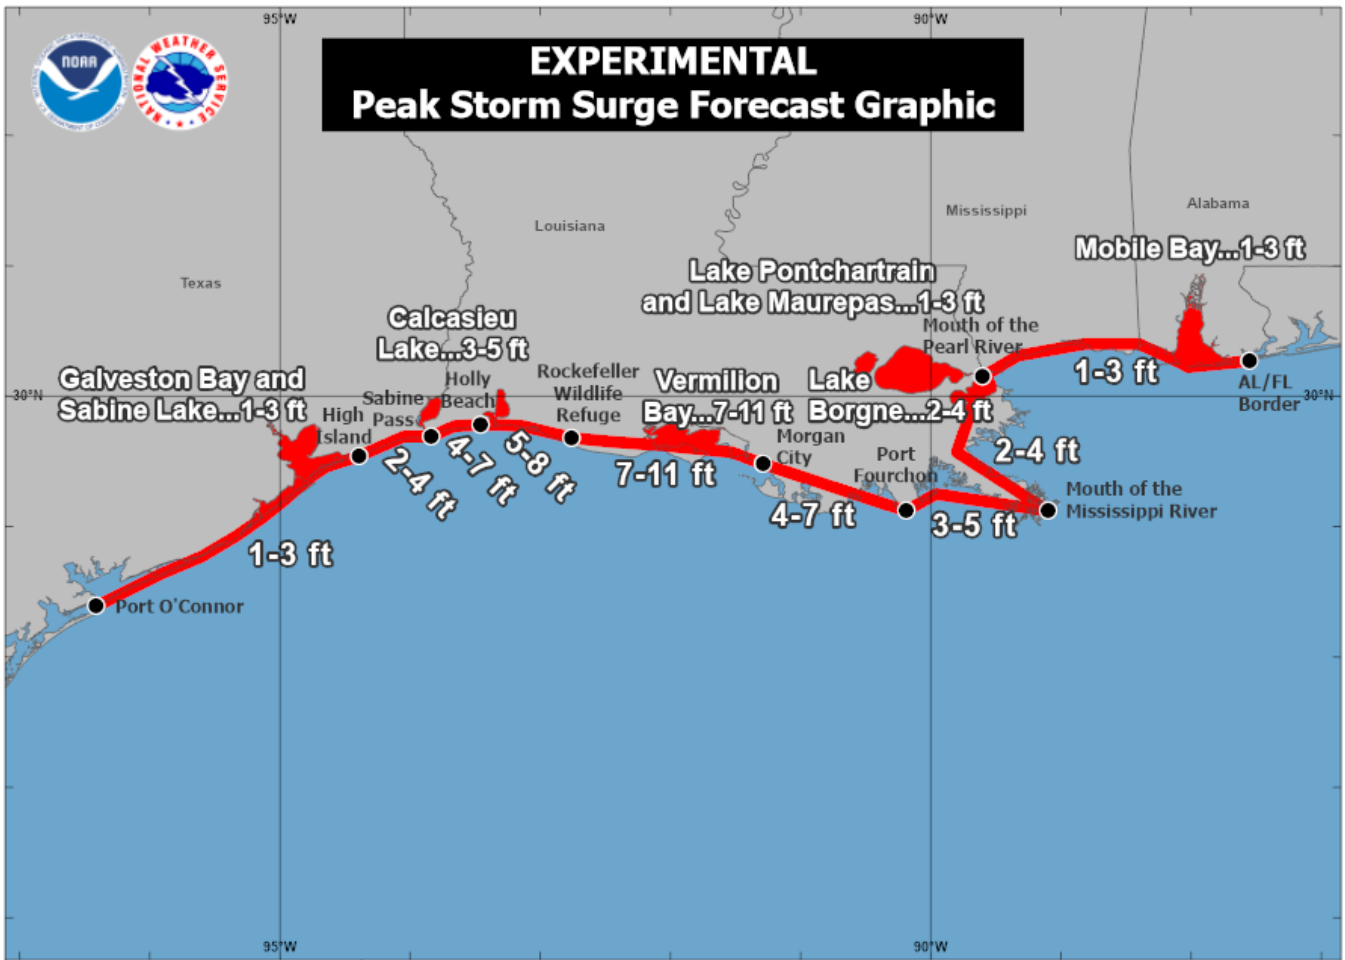 95°W
90°W
NOAA
NATIONAL WEATHER SERVICE
EXPERIMENTAL
Peak Storm Surge Forecast Graphic
Louisiana
Mississippi
Alabama
Texas
Mobile Bay...1-3 ft
Lake Pontchartrain
and Lake Maurepas...1-3 ft
Calcasieu
Lake...3-5 ft
Mouth of the
Pearl River
Galveston Bay and
Sabine Lake...1-3 ft
High
Island
Sabine
Pass
Holly
Beach
Rockefeller
Wildlife
Refuge
Vermilion
Bay...7-11 ft
Lake
Borgne...2-4 ft
1-3 ft
AL/FL
Border
30°N
30°N
2-4 ft
4-7 ft
5-8 ft
7-11 ft
Morgan
City
Port
Fourchon
2-4 ft
Mouth of the
Mississippi River
4-7 ft
3-5 ft
1-3 ft
Port O'Connor
95°W
90°W